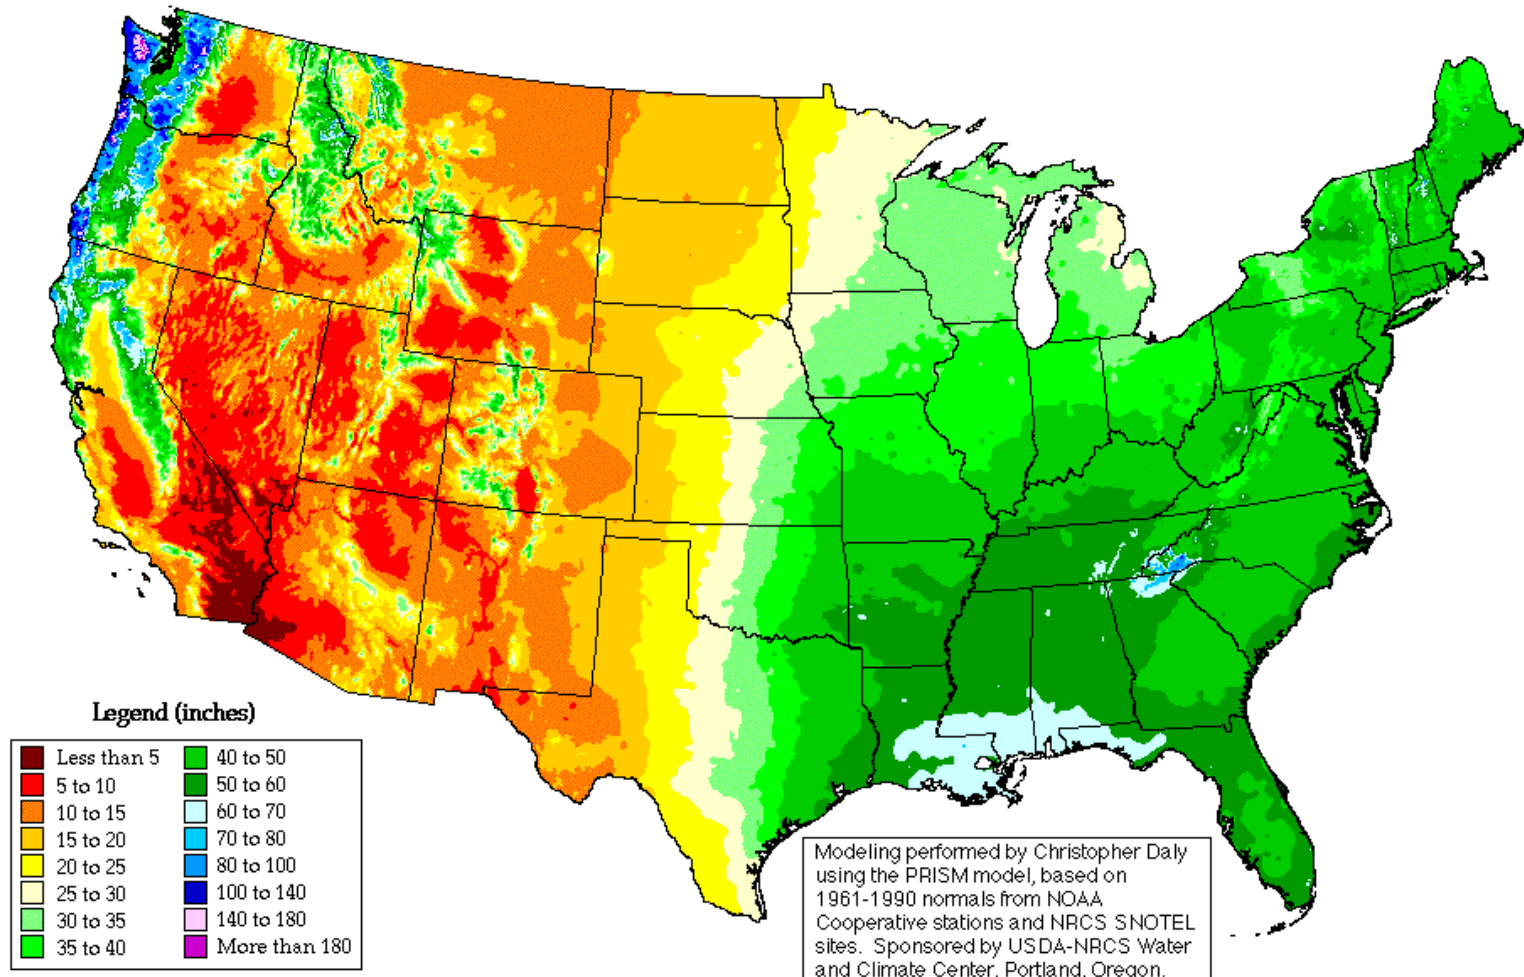 Legend (inches)
Less than 5
5 to 10
10 to 15
15 to 20
20 to 25
25 to 30
30 to 35
35 to 40
40 to 50
50 to 60
60 to 70
70 to 80
80 to 100
100 to 140
140 to 180
More than 180
Modeling performed by Christopher Daly
using the PRISM model, based on
1961-1990 normals from NOAA
Cooperative stations and NRCS SNOTEL
sites. Sponsored by USDA-NRCS Water
and Climate Center, Portland, Oregon.